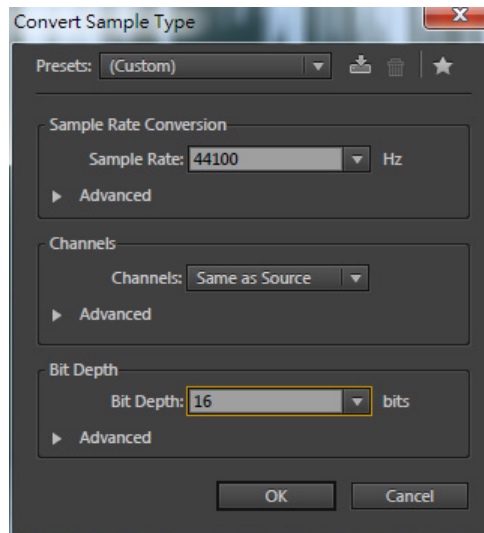 Convert Sample Type
Presets: (Custom)
Sample Rate Conversion
Sample Rate: 44100 Hz
Advanced
Channels
Channels: Same as Source
Advanced
Bit Depth
Bit Depth: 16 bits
Advanced
OK Cancel